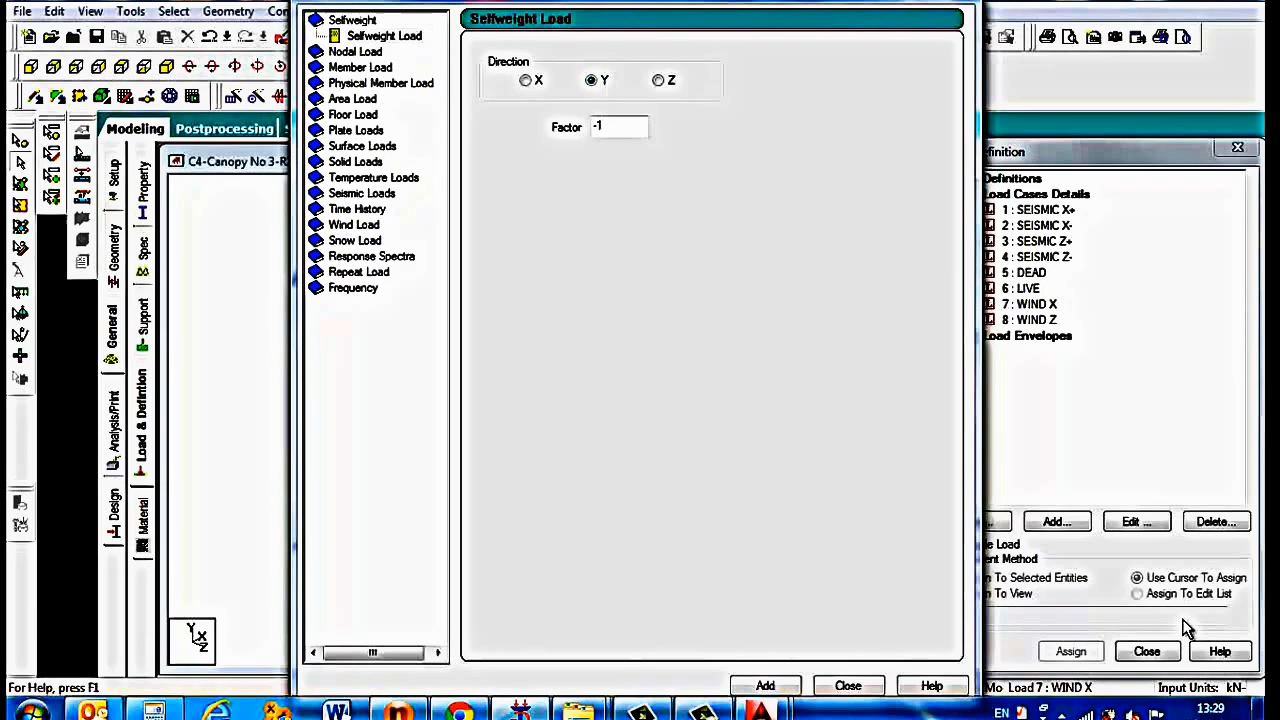 File Edit View Tools Select Geometry
Selfweight
Selfweight Load
Nodal Load
Member Load
Physical Member Load
Area Load
Floor Load
Plate Loads
Surface Loads
Solid Loads
Temperature Loads
Seismic Loads
Time History
Wind Load
Snow Load
Response Spectra
Repeat Load
Frequency
Selfweight Load
Direction
X Y Z
Factor -1
Add Close Help
Modeling Postprocessing
C4-Canopy No 3-R
Setup
Geometry
General
Analysis/Print
Design
Property
Spec
Support
Load & Definition
Material
Y
X
Z
efinition
Definitions
Load Cases Details
1 : SEISMIC X+
2 : SEISMIC X-
3 : SESMIC Z+
4 : SEISMIC Z-
5 : DEAD
6 : LIVE
7 : WIND X
8 : WIND Z
Load Envelopes
Add... Edit ... Delete...
e Load
ent Method
n To Selected Entities Use Cursor To Assign
n To View Assign To Edit List
Assign Close Help
For Help, press F1
Mo Load 7 : WIND X Input Units: kN-
EN 13:29